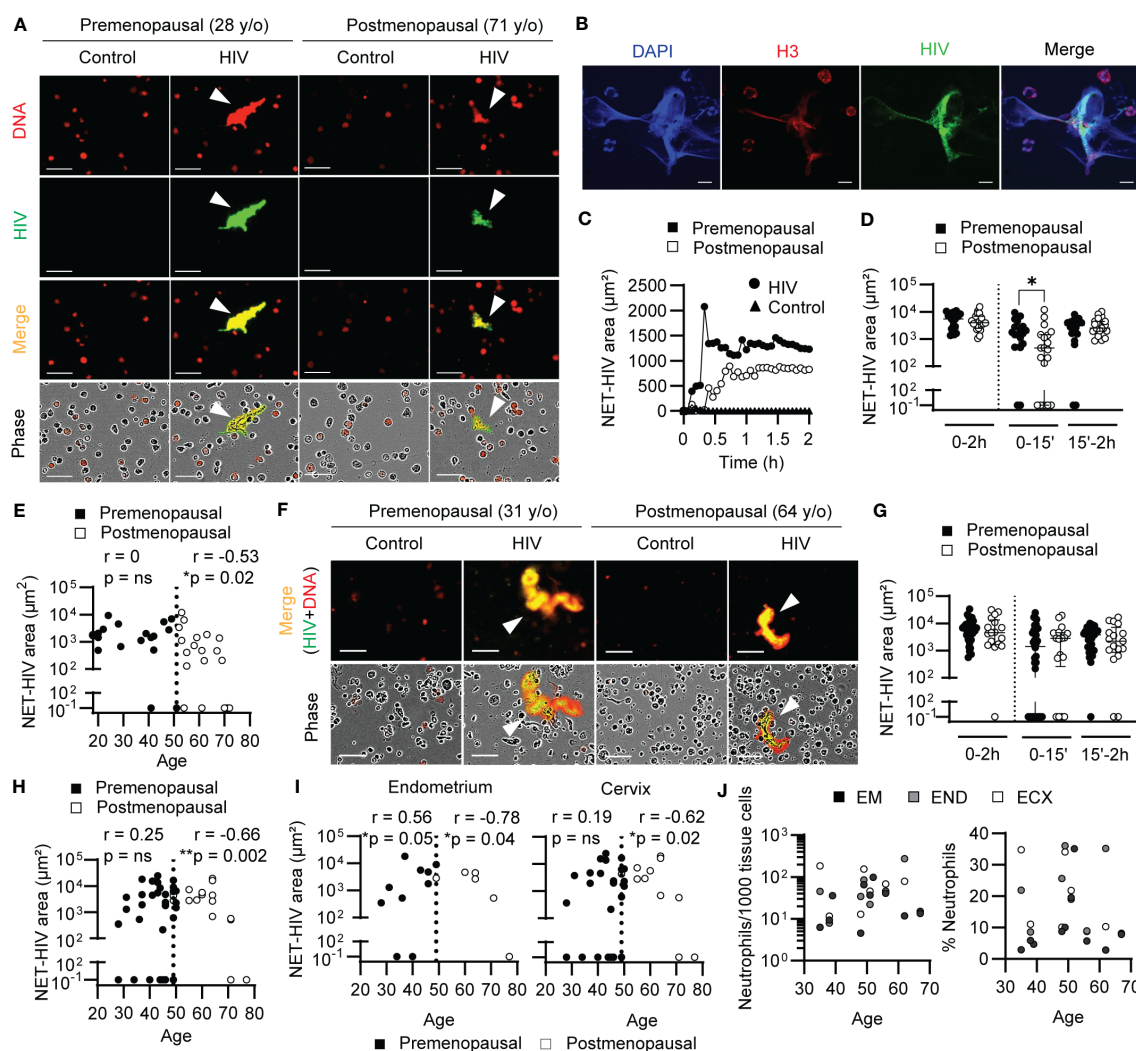 A
Premenopausal (28 y/o)
Postmenopausal (71 y/o)
Control
HIV
Control
HIV
DNA
HIV
Merge
Phase
B
DAPI
H3
HIV
Merge
C
■ Premenopausal
□ Postmenopausal
NET-HIV area (µm²)
2500
2000
1500
1000
500
0
● HIV
▲ Control
0
0.5
1
1.5
2
Time (h)
D
■ Premenopausal
□ Postmenopausal
NET-HIV area (µm²)
10⁵
10⁴
10³
10²
10⁻¹
10⁻¹
*
0-2h
0-15'
15'-2h
E
■ Premenopausal
□ Postmenopausal
r = 0
p = ns
r = -0.53
*p = 0.02
NET-HIV area (µm²)
10⁵
10⁴
10³
10²
10⁻¹
10⁻¹
20 30 40 50 60 70 80
Age
F
Premenopausal (31 y/o)
Postmenopausal (64 y/o)
Control
HIV
Control
HIV
Merge
(HIV+DNA)
Phase
G
■ Premenopausal
□ Postmenopausal
NET-HIV area (µm²)
10⁵
10⁴
10³
10²
10⁻¹
10⁻¹
0-2h
0-15'
15'-2h
H
■ Premenopausal
□ Postmenopausal
r = 0.25
p = ns
r = -0.66
**p = 0.002
NET-HIV area (µm²)
10⁵
10⁴
10³
10²
10⁻¹
10⁻¹
20 30 40 50 60 70 80
Age
I
Endometrium
Cervix
r = 0.56
*p = 0.05
r = -0.78
*p = 0.04
r = 0.19
p = ns
r = -0.62
*p = 0.02
NET-HIV area (µm²)
10⁵
10⁴
10³
10²
10⁻¹
10⁻¹
20 30 40 50 60 70 80
20 30 40 50 60 70 80
Age
Age
■ Premenopausal
□ Postmenopausal
J
■ EM
■ END
□ ECX
Neutrophils/1000 tissue cells
10³
10²
10¹
10⁰
30 40 50 60 70
Age
% Neutrophils
40
30
20
10
0
30 40 50 60 70
Age